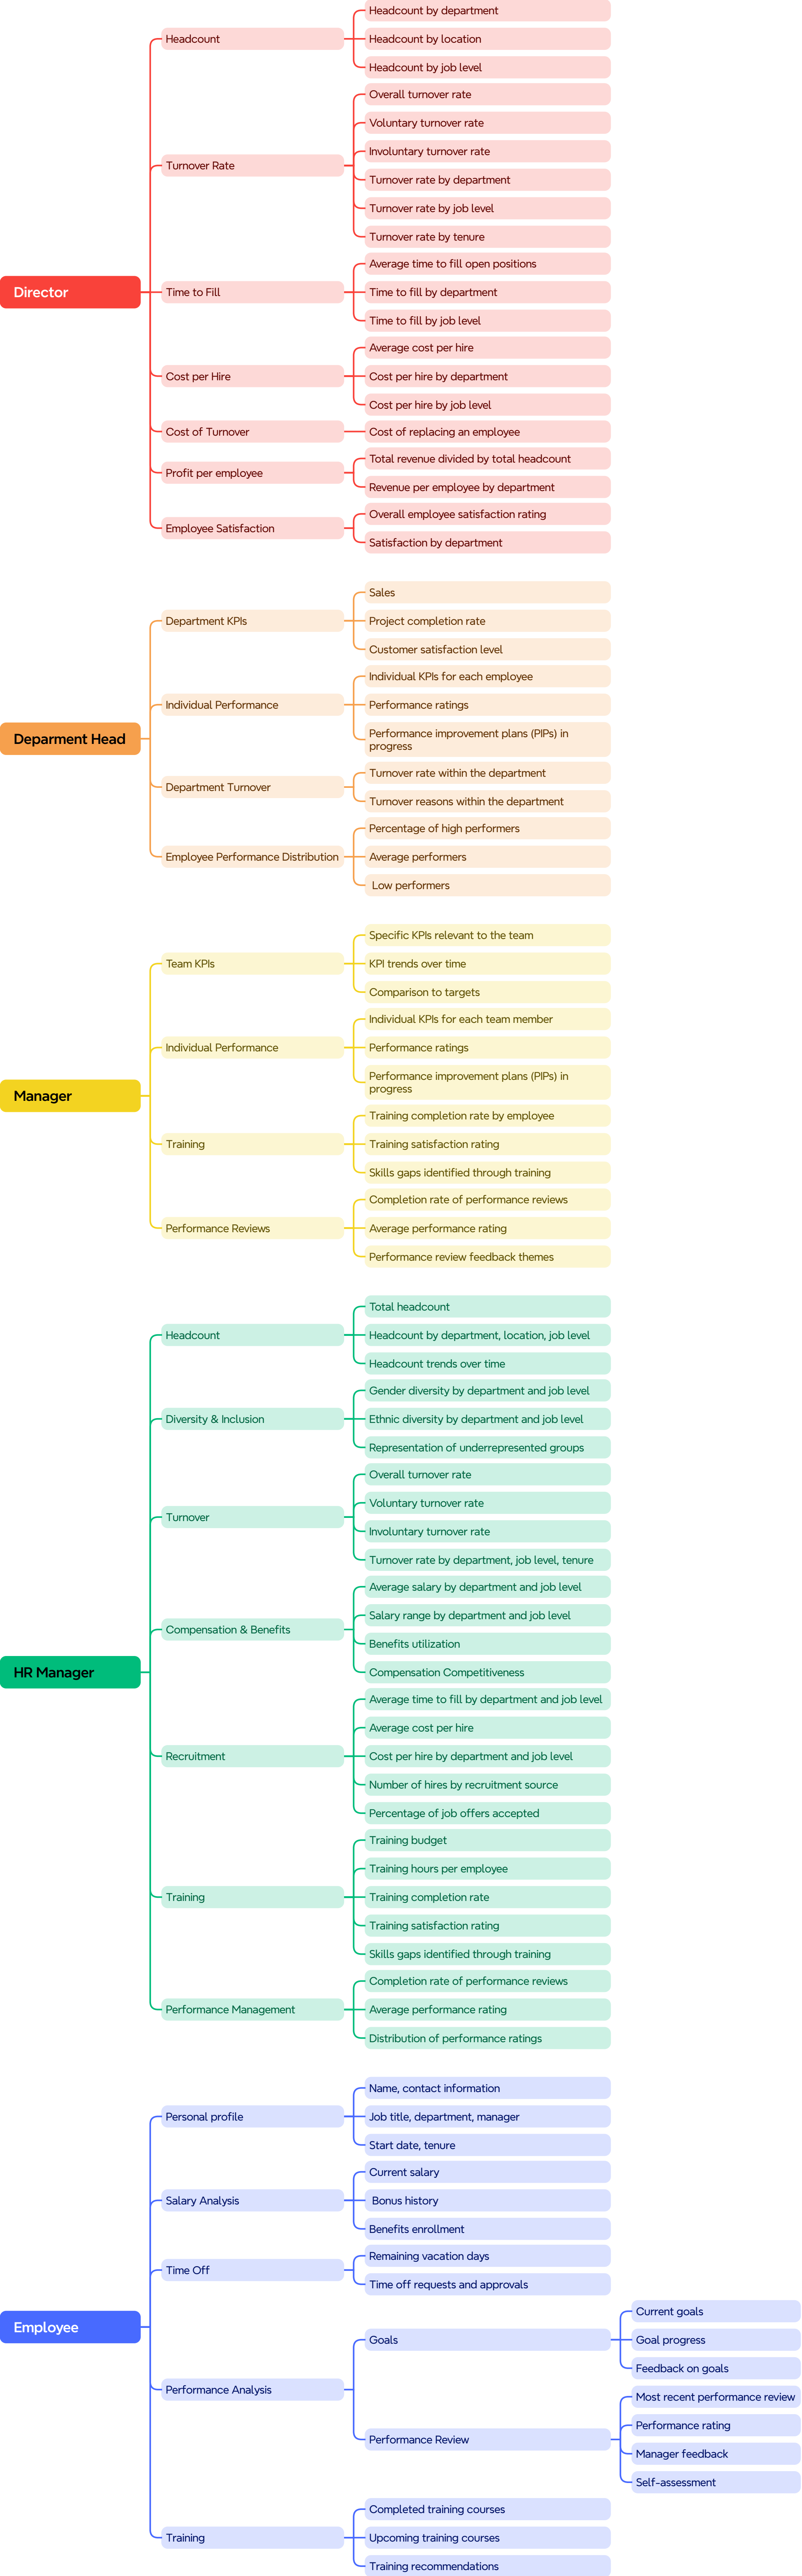 Director
Headcount
Headcount by department
Headcount by location
Headcount by job level
Turnover Rate
Overall turnover rate
Voluntary turnover rate
Involuntary turnover rate
Turnover rate by department
Turnover rate by job level
Turnover rate by tenure
Time to Fill
Average time to fill open positions
Time to fill by department
Time to fill by job level
Cost per Hire
Average cost per hire
Cost per hire by department
Cost per hire by job level
Cost of Turnover
Cost of replacing an employee
Profit per employee
Total revenue divided by total headcount
Revenue per employee by department
Employee Satisfaction
Overall employee satisfaction rating
Satisfaction by department
Deparment Head
Department KPIs
Sales
Project completion rate
Customer satisfaction level
Individual Performance
Individual KPIs for each employee
Performance ratings
Performance improvement plans (PIPs) in
progress
Department Turnover
Turnover rate within the department
Turnover reasons within the department
Employee Performance Distribution
Percentage of high performers
Average performers
Low performers
Manager
Team KPIs
Specific KPIs relevant to the team
KPI trends over time
Comparison to targets
Individual Performance
Individual KPIs for each team member
Performance ratings
Performance improvement plans (PIPs) in
progress
Training
Training completion rate by employee
Training satisfaction rating
Skills gaps identified through training
Performance Reviews
Completion rate of performance reviews
Average performance rating
Performance review feedback themes
HR Manager
Headcount
Total headcount
Headcount by department, location, job level
Headcount trends over time
Diversity & Inclusion
Gender diversity by department and job level
Ethnic diversity by department and job level
Representation of underrepresented groups
Turnover
Overall turnover rate
Voluntary turnover rate
Involuntary turnover rate
Turnover rate by department, job level, tenure
Compensation & Benefits
Average salary by department and job level
Salary range by department and job level
Benefits utilization
Compensation Competitiveness
Recruitment
Average time to fill by department and job level
Average cost per hire
Cost per hire by department and job level
Number of hires by recruitment source
Percentage of job offers accepted
Training
Training budget
Training hours per employee
Training completion rate
Training satisfaction rating
Skills gaps identified through training
Performance Management
Completion rate of performance reviews
Average performance rating
Distribution of performance ratings
Employee
Personal profile
Name, contact information
Job title, department, manager
Start date, tenure
Salary Analysis
Current salary
Bonus history
Benefits enrollment
Time Off
Remaining vacation days
Time off requests and approvals
Performance Analysis
Goals
Current goals
Goal progress
Feedback on goals
Performance Review
Most recent performance review
Performance rating
Manager feedback
Self-assessment
Training
Completed training courses
Upcoming training courses
Training recommendations